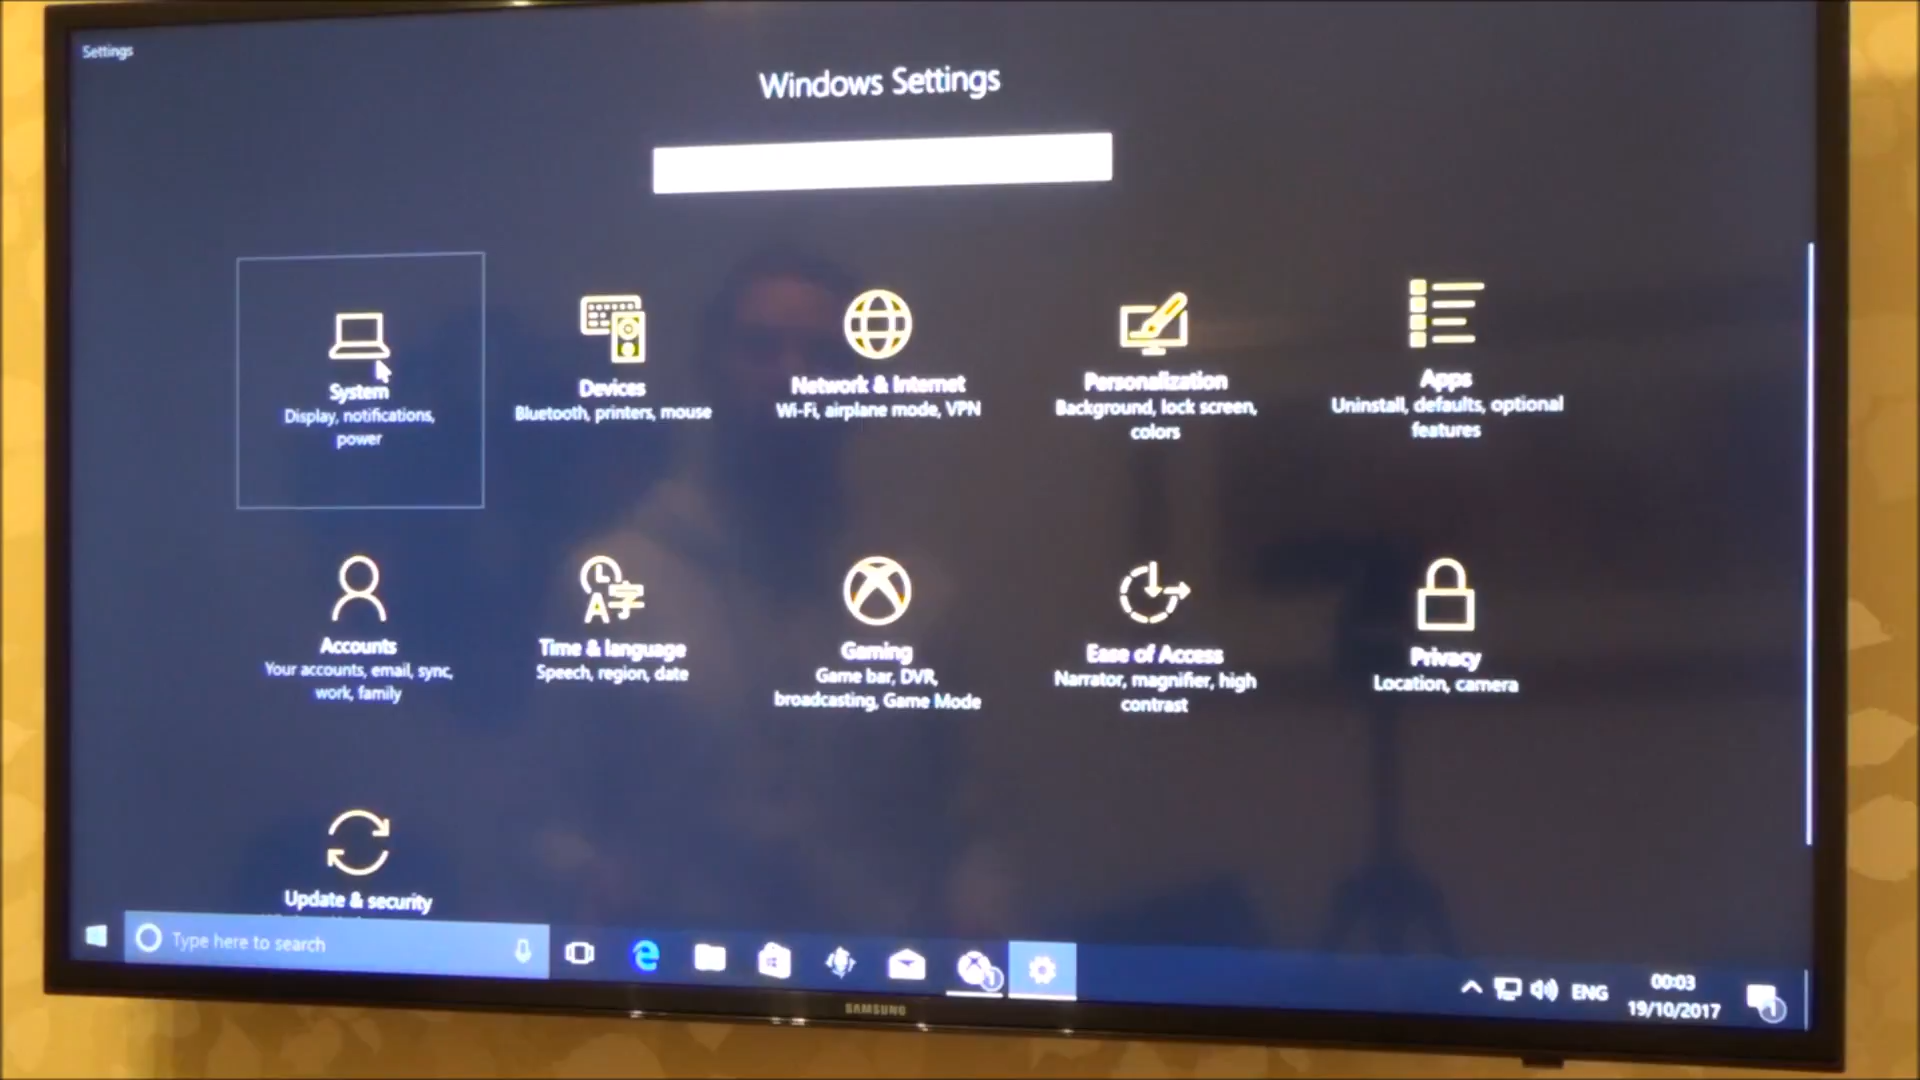 Settings
Windows Settings
System
Display, notifications,
power
Devices
Bluetooth, printers, mouse
Network & Internet
Wi-Fi, airplane mode, VPN
Personalization
Background, lock screen,
colors
Apps
Uninstall, defaults, optional
features
Accounts
Your accounts, email, sync,
work, family
Time & language
Speech, region, date
Gaming
Game bar, DVR,
broadcasting, Game Mode
Ease of Access
Narrator, magnifier, high
contrast
Privacy
Location, camera
Update & security
Type here to search
1
ENG
00:03
19/10/2017
1
SAMSUNG